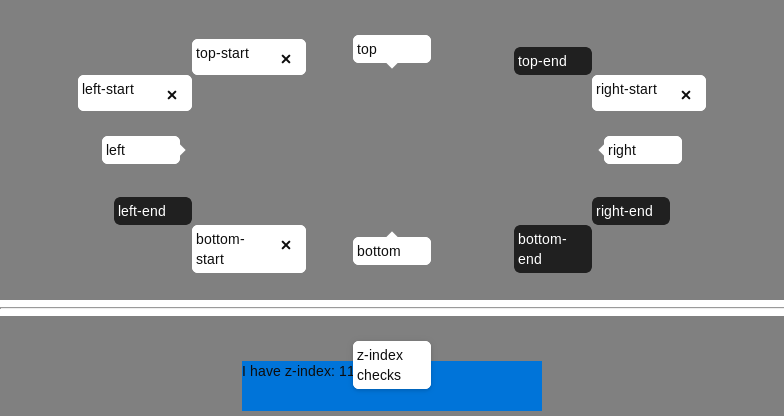 top-start
top
top-end
left-start
right-start
left
right
left-end
right-end
bottom-
start
bottom
bottom-
end
z-index
checks
I have z-index: 11